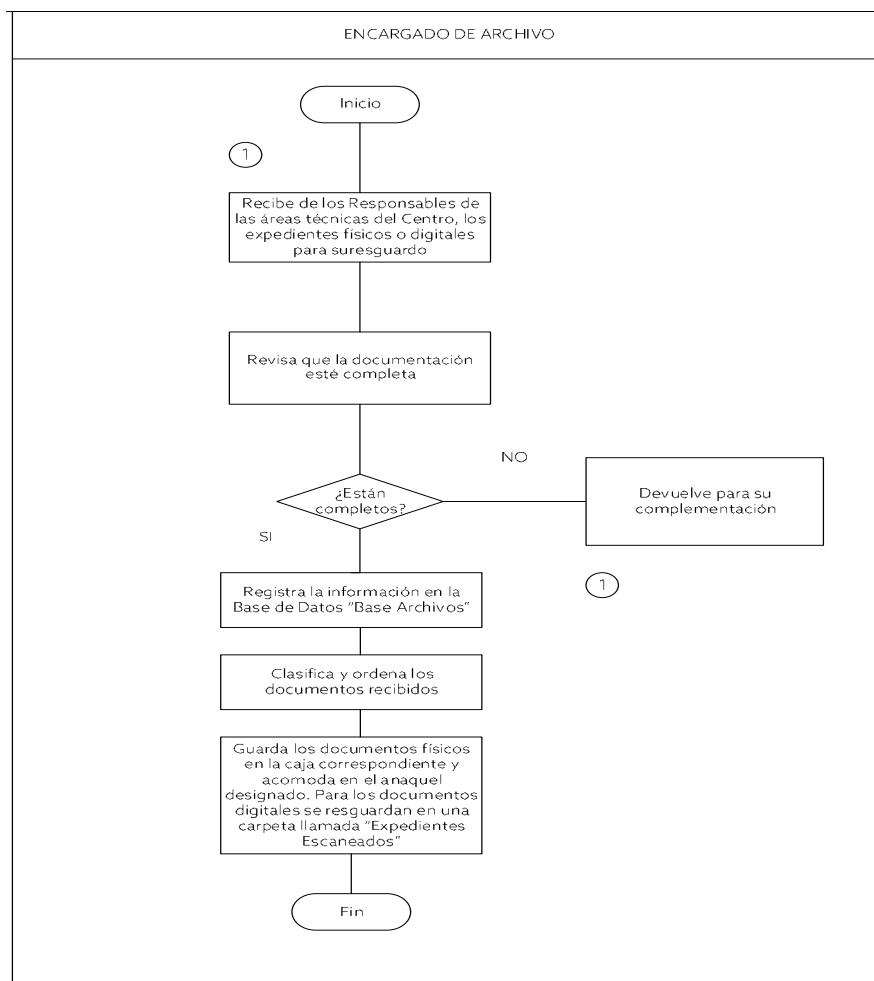 ENCARGADO DE ARCHIVO
Inicio
1
Recibe de los Responsables de
las áreas técnicas del Centro, los
expedientes físicos o digitales
para suresguardo
Revisa que la documentación
esté completa
¿Están
completos?
NO
Devuelve para su
complementación
1
SI
Registra la información en la
Base de Datos "Base Archivos"
Clasifica y ordena los
documentos recibidos
Guarda los documentos físicos
en la caja correspondiente y
acomoda en el anaquel
designado. Para los documentos
digitales se resguardan en una
carpeta llamada "Expedientes
Escaneados"
Fin